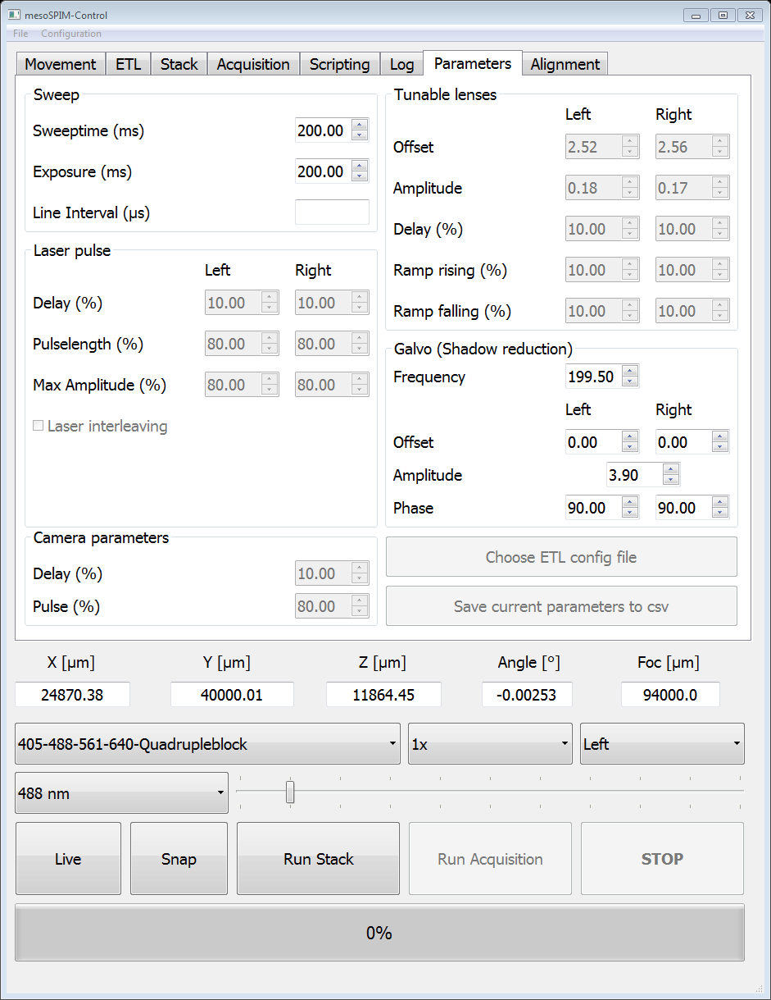 mesoSPIM-Control
File Configuration
Movement ETL Stack Acquisition Scripting Log Parameters Alignment
Sweep
Sweeptime (ms) 200.00
Exposure (ms) 200.00
Line Interval (µs)
Laser pulse
Left Right
Delay (%) 10.00 10.00
Pulselength (%) 80.00 80.00
Max Amplitude (%) 80.00 80.00
Laser interleaving
Camera parameters
Delay (%) 10.00
Pulse (%) 80.00
Tunable lenses
Left Right
Offset 2.52 2.56
Amplitude 0.18 0.17
Delay (%) 10.00 10.00
Ramp rising (%) 10.00 10.00
Ramp falling (%) 10.00 10.00
Galvo (Shadow reduction)
Frequency 199.50
Left Right
Offset 0.00 0.00
Amplitude 3.90
Phase 90.00 90.00
Choose ETL config file
Save current parameters to csv
X [µm] Y [µm] Z [µm] Angle [°] Foc [µm]
24870.38 40000.01 11864.45 -0.00253 94000.0
405-488-561-640-Quadrupleblock 1x Left
488 nm
Live Snap Run Stack Run Acquisition STOP
0%